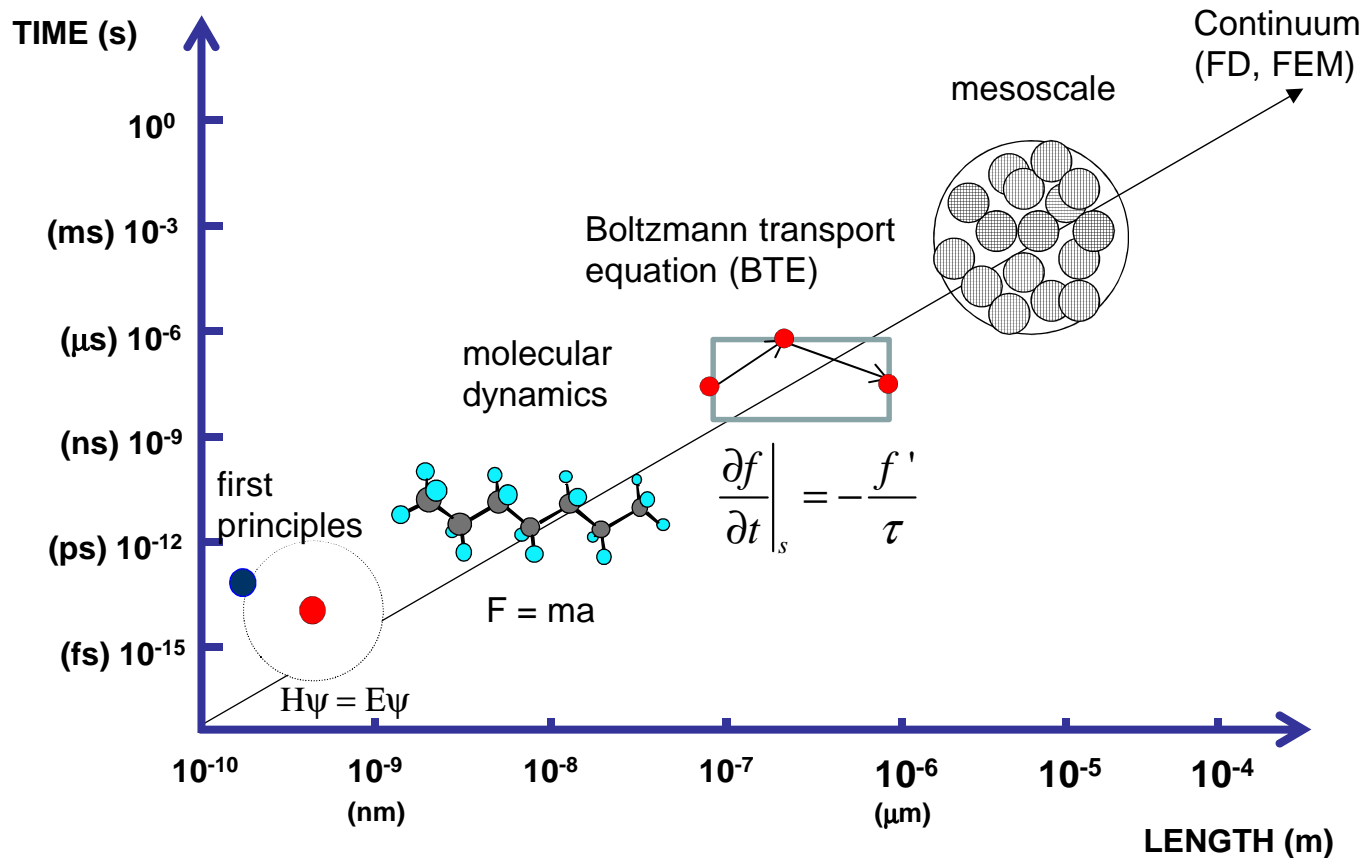 TIME (s)
Continuum
(FD, FEM)
mesoscale
10⁰
(ms) 10⁻³
Boltzmann transport
equation (BTE)
(μs) 10⁻⁶
molecular
dynamics
(ns) 10⁻⁹
∂f/∂t|ₛ = −f'/τ
first
principles
(ps) 10⁻¹²
F = ma
(fs) 10⁻¹⁵
Hψ = Eψ
10⁻¹⁰ 10⁻⁹ 10⁻⁸ 10⁻⁷ 10⁻⁶ 10⁻⁵ 10⁻⁴
(nm) (μm)
LENGTH (m)